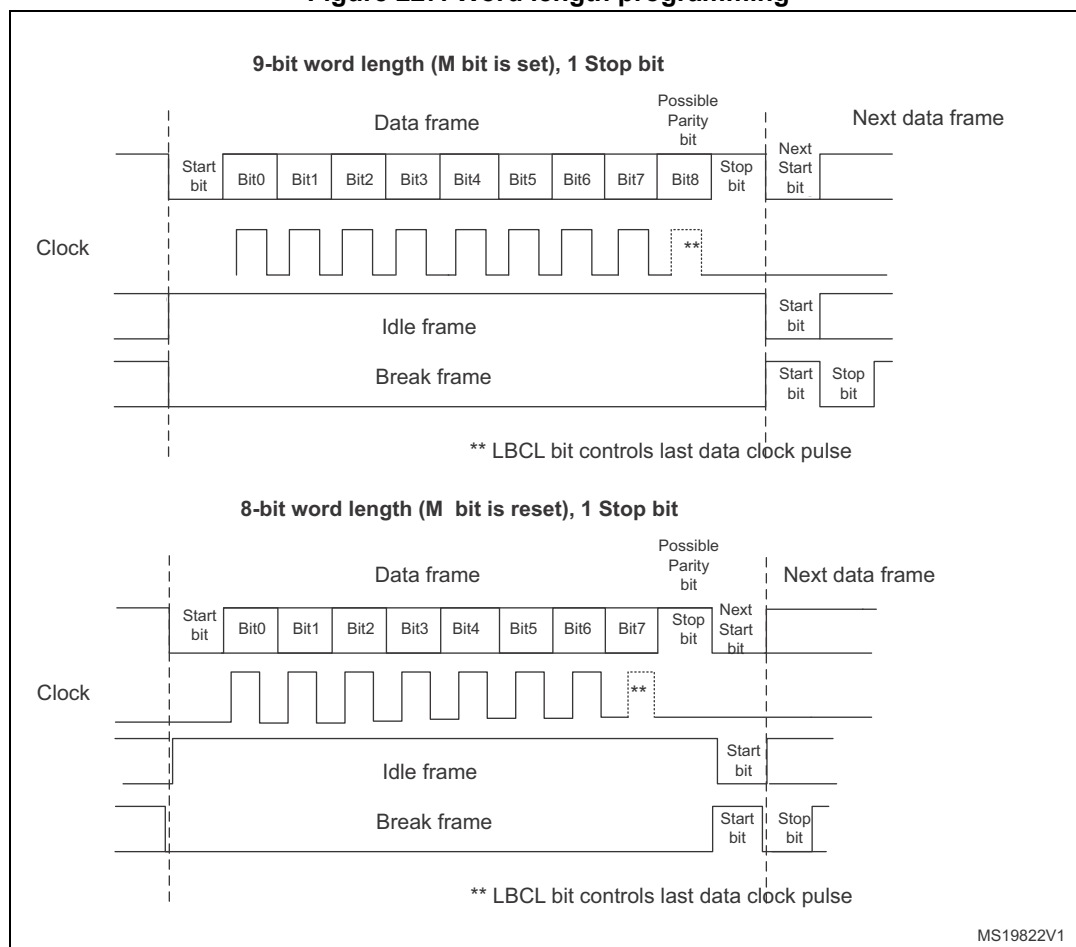 9-bit word length (M bit is set), 1 Stop bit
Possible
Parity
bit
Data frame
Next data frame
Start
bit
Bit0 Bit1 Bit2 Bit3 Bit4 Bit5 Bit6 Bit7 Bit8
Stop
bit
Next
Start
bit
Clock
**
Idle frame
Start
bit
Break frame
Start
bit
Stop
bit
** LBCL bit controls last data clock pulse
8-bit word length (M bit is reset), 1 Stop bit
Possible
Parity
bit
Data frame
Next data frame
Start
bit
Bit0 Bit1 Bit2 Bit3 Bit4 Bit5 Bit6 Bit7
Stop
bit
Next
Start
bit
Clock
**
Idle frame
Start
bit
Break frame
Start
bit
Stop
bit
** LBCL bit controls last data clock pulse
MS19822V1